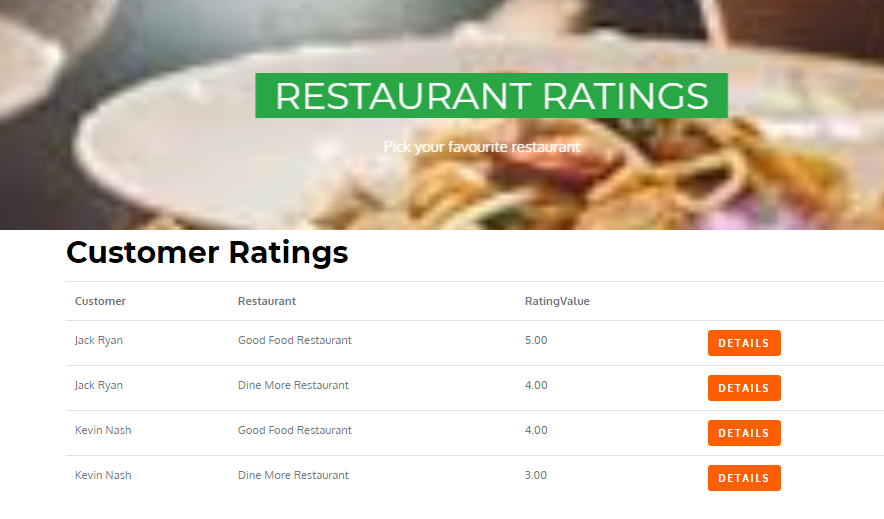 RESTAURANT RATINGS
Pick your favourite restaurant
Customer Ratings
Customer Restaurant RatingValue
Jack Ryan Good Food Restaurant 5.00 DETAILS
Jack Ryan Dine More Restaurant 4.00 DETAILS
Kevin Nash Good Food Restaurant 4.00 DETAILS
Kevin Nash Dine More Restaurant 3.00 DETAILS